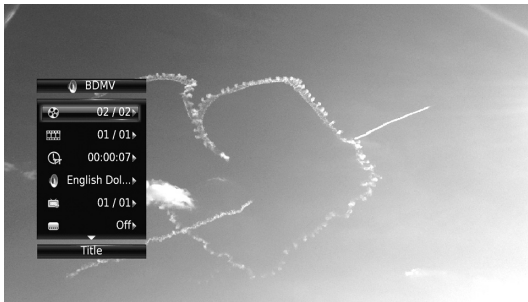 BDMV
02 / 02
01 / 01
00:00:07
English Dol...
01 / 01
Off
Title